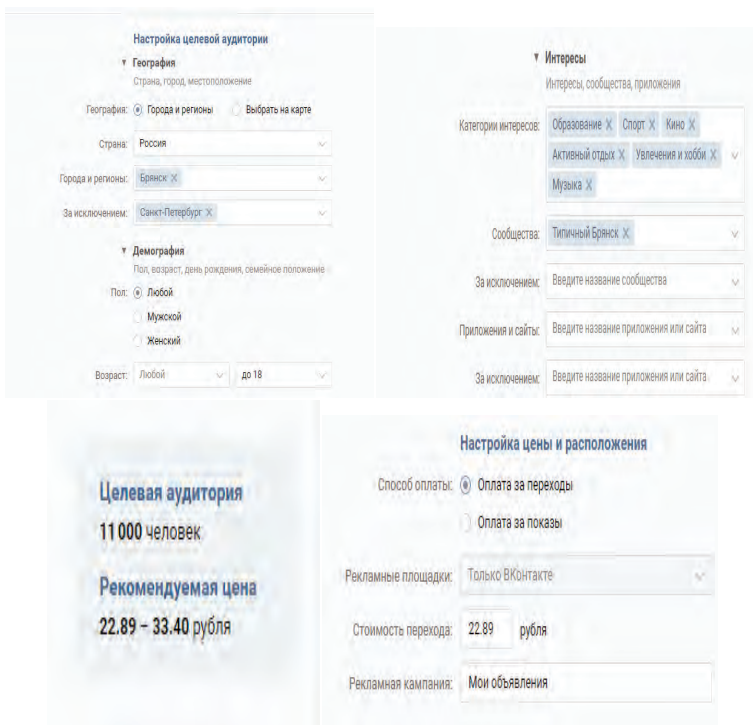 Настройка целевой аудитории
География
Страна, город, местоположение
География: Города и регионы Выбрать на карте
Страна: Россия
Города и регионы: Брянск X
За исключением: Санкт-Петербург X
Демография
Пол, возраст, день рождения, семейное положение
Пол: Любой
Мужской
Женский
Возраст: Любой до 18
Интересы
Интересы, сообщества, приложения
Категории интересов: Образование X Спорт X Кино X
Активный отдых X Увлечения и хобби X
Музыка X
Сообщества: Типичный Брянск X
За исключением: Введите название сообщества
Приложения и сайты: Введите название приложения или сайта
За исключением: Введите название приложения или сайта
Целевая аудитория
11 000 человек
Рекомендуемая цена
22.89 – 33.40 рубля
Настройка цены и расположения
Способ оплаты: Оплата за переходы
Оплата за показы
Рекламные площадки: Только ВКонтакте
Стоимость перехода: 22.89 рубля
Рекламная кампания: Мои объявления